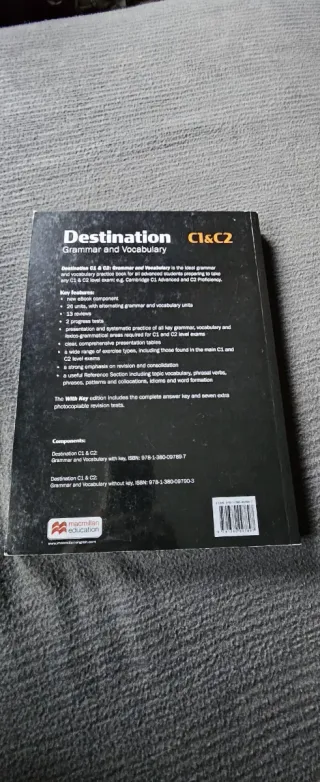 Destination C1&C2
Grammar and Vocabulary
Destination C1 & C2: Grammar and Vocabulary is the ideal grammar
and vocabulary practice book for all advanced students preparing to take
any C1 & C2 level exam; e.g. Cambridge C1 Advanced and C2 Proficiency.
Key features:
• new ebook component
• 26 units, with alternating grammar and vocabulary units
• 13 reviews
• 2 progress tests
• presentation and systematic practice of all key grammar, vocabulary and
lexico-grammatical areas required for C1 and C2 level exams
• clear, comprehensive presentation tables
• a wide range of exercise types, including those found in the main C1 and
C2 level exams
• a strong emphasis on revision and consolidation
• a useful Reference Section including topic vocabulary, phrasal verbs,
phrases, patterns and collocations, idioms and word formation
The With Key edition includes the complete answer key and seven extra
photocopiable revision tests.
Components:
Destination C1 & C2:
Grammar and Vocabulary with key, ISBN: 978-1-380-09789-7
Destination C1 & C2:
Grammar and Vocabulary without key, ISBN: 978-1-380-09790-3
macmillan
education
www.macmillanenglish.com